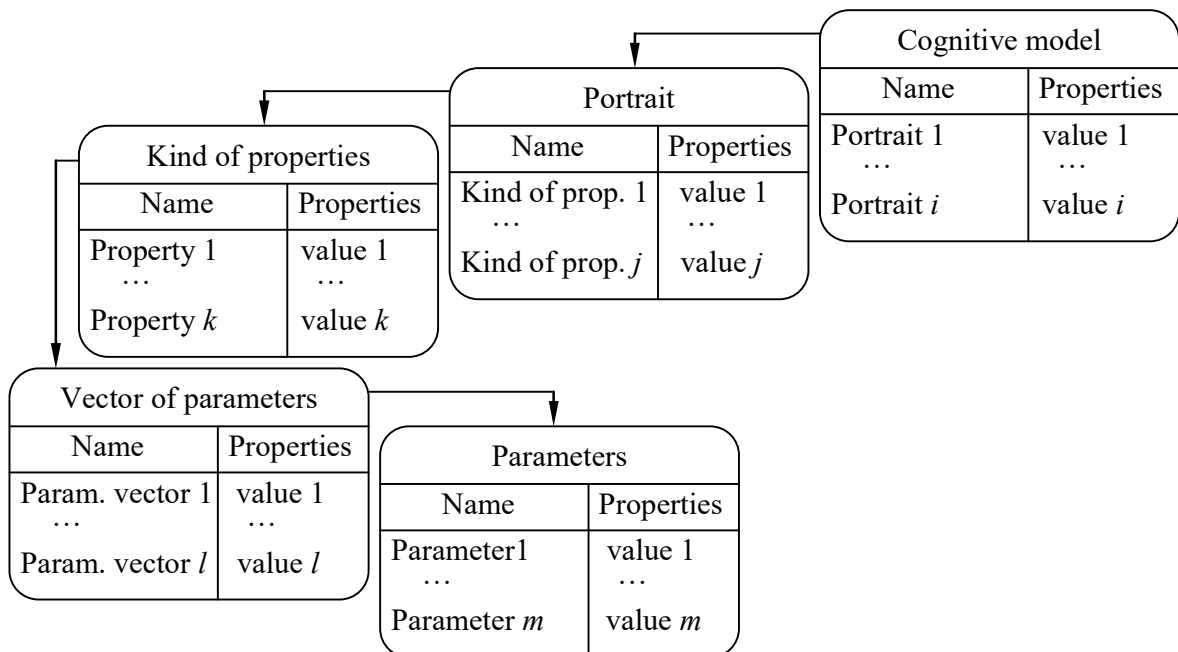 Cognitive model
Name Properties
Portrait 1 value 1
… …
Portrait i value i
Portrait
Name Properties
Kind of prop. 1 value 1
… …
Kind of prop. j value j
Kind of properties
Name Properties
Property 1 value 1
… …
Property k value k
Vector of parameters
Name Properties
Param. vector 1 value 1
… …
Param. vector l value l
Parameters
Name Properties
Parameter1 value 1
… …
Parameter m value m